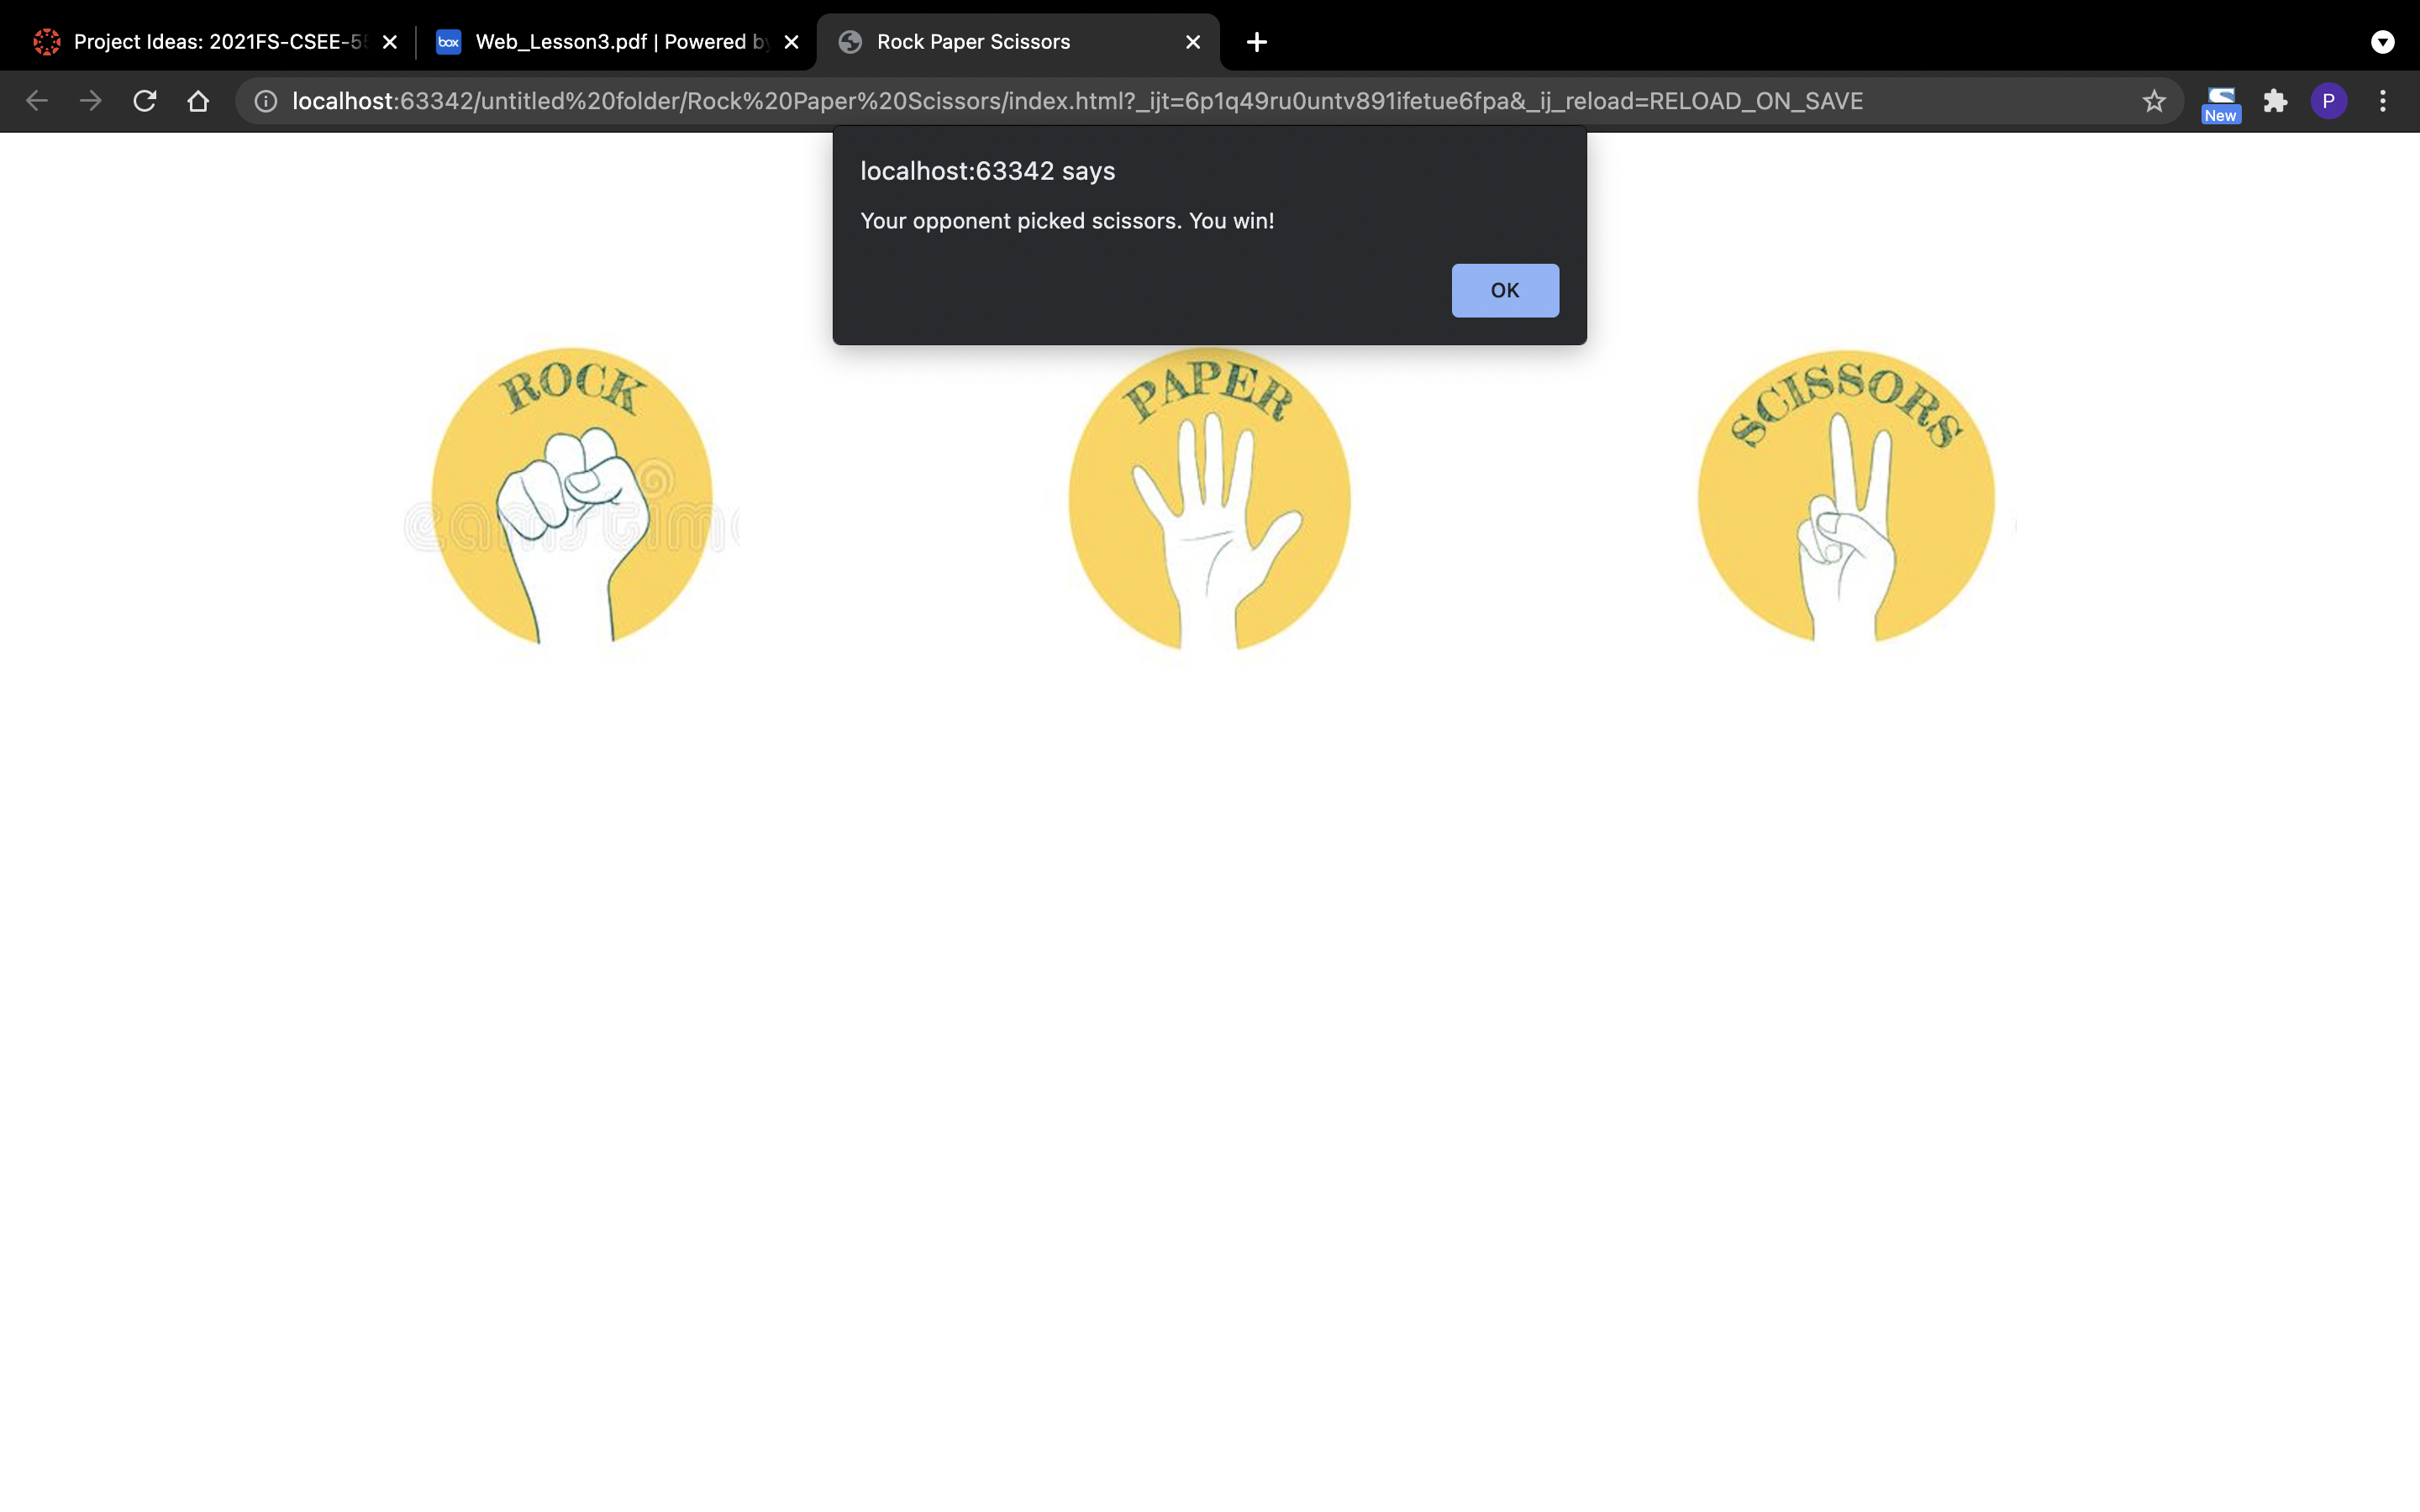 Project Ideas: 2021FS-CSEE-5
box
Web_Lesson3.pdf | Powered by
Rock Paper Scissors
localhost:63342/untitled%20folder/Rock%20Paper%20Scissors/index.html?_ijt=6p1q49ru0untv891ifetue6fpa&_ij_reload=RELOAD_ON_SAVE
New
P
localhost:63342 says
Your opponent picked scissors. You win!
OK
ROCK
PAPER
SCISSORS